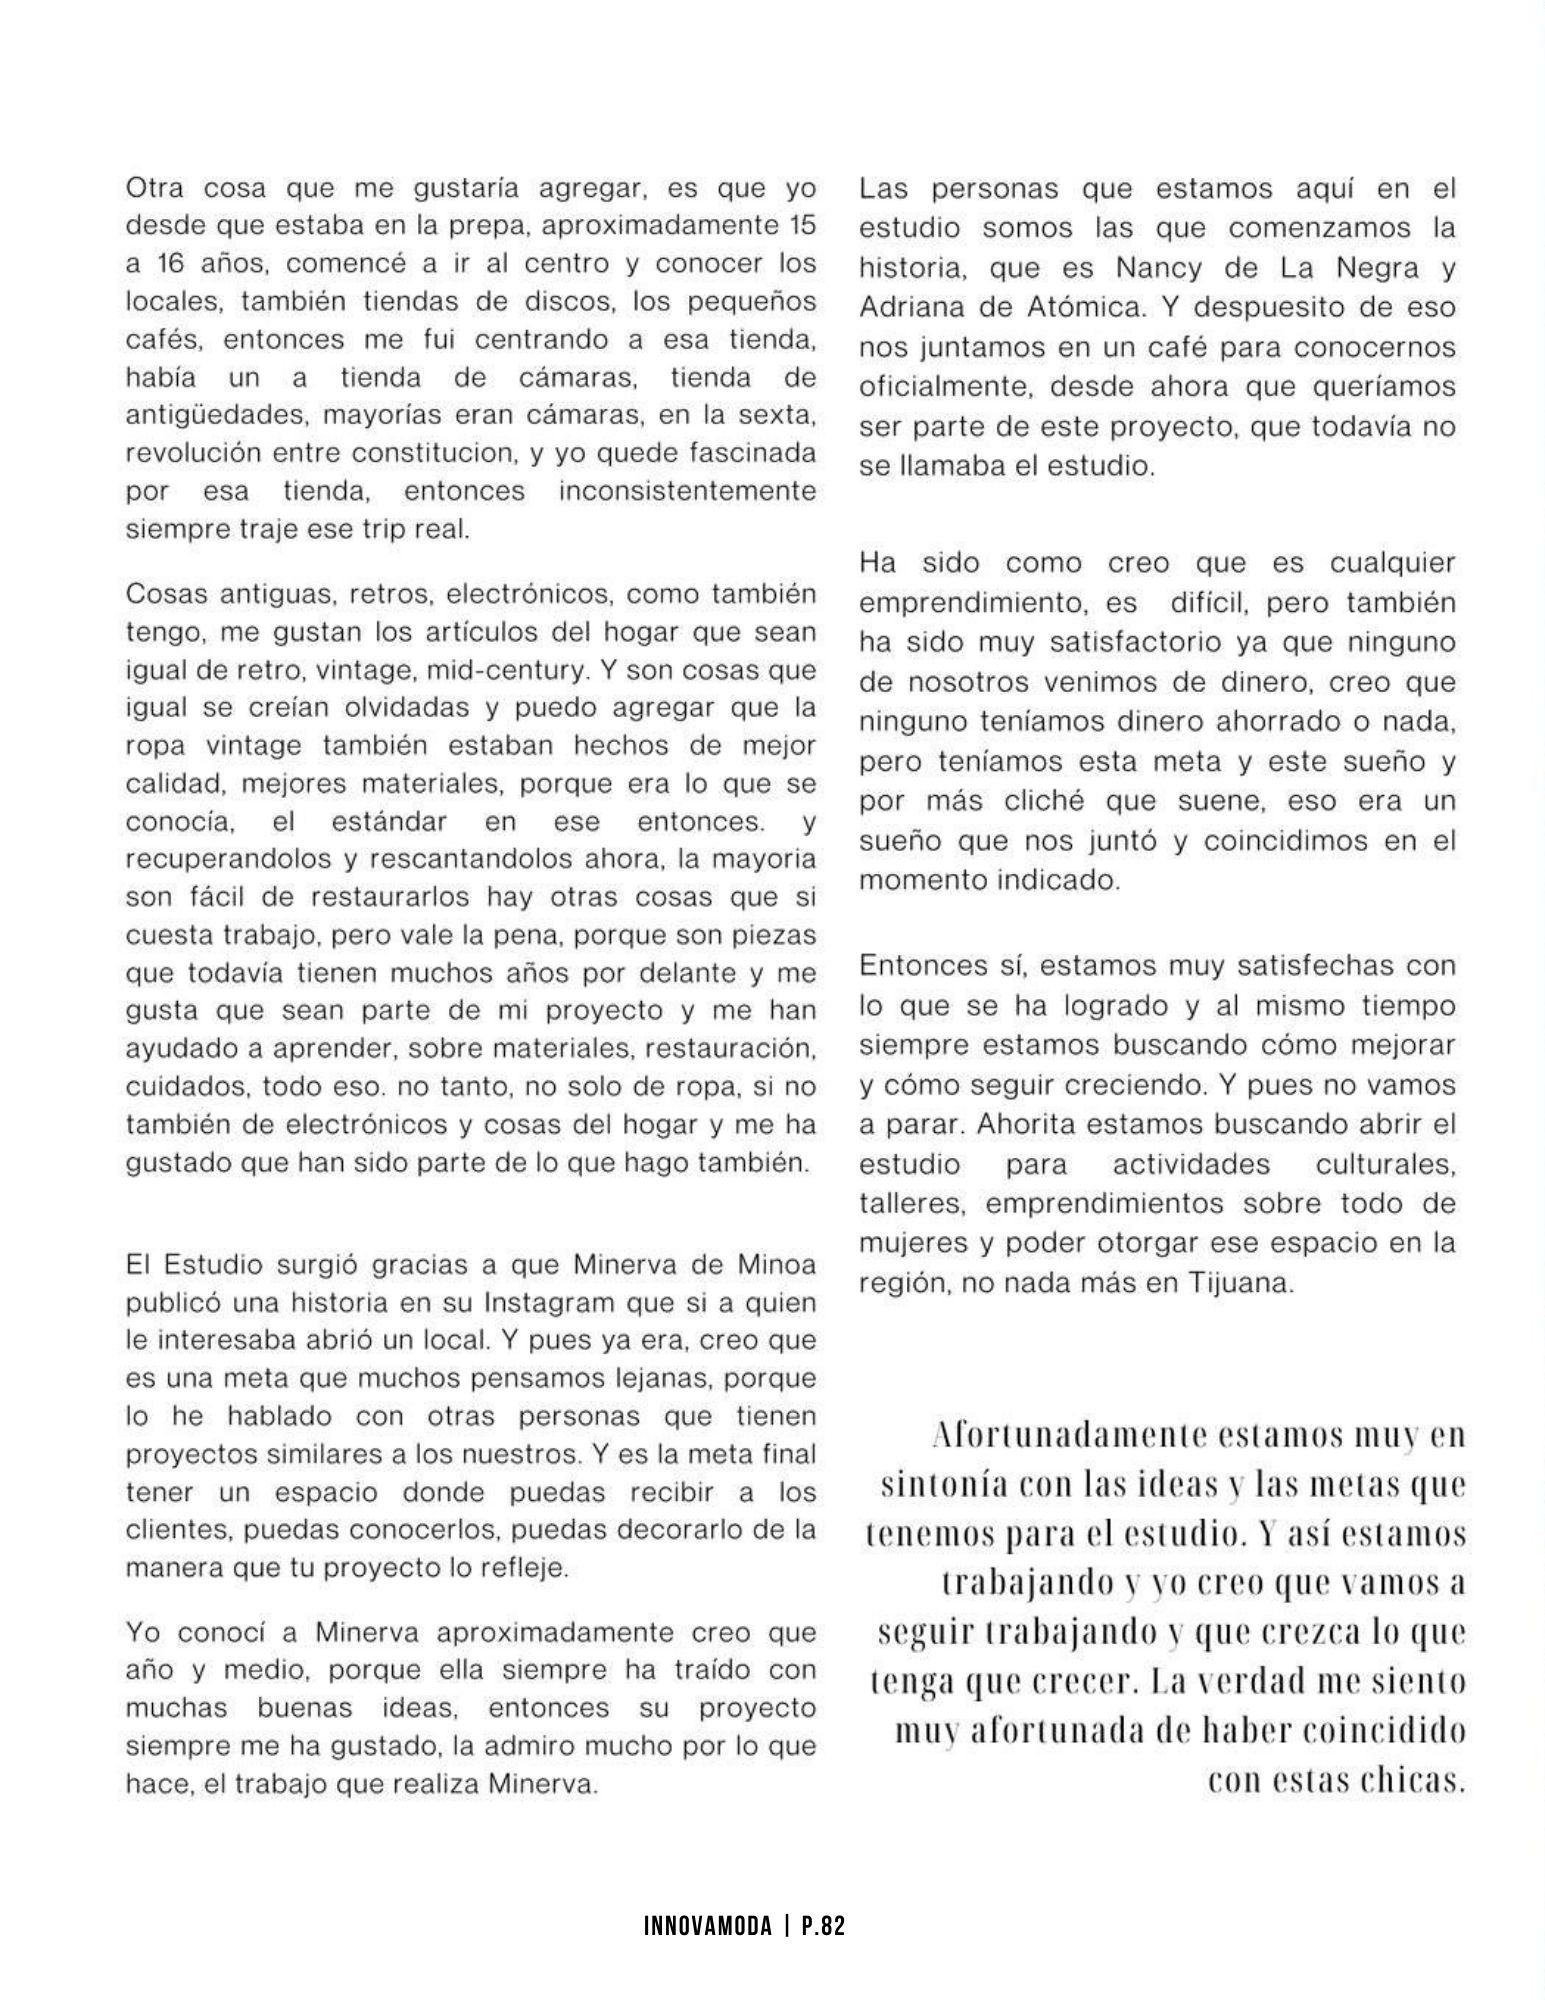 Otra cosa que me gustaría agregar, es que yo
desde que estaba en la prepa, aproximadamente 15
a 16 años, comencé a ir al centro y conocer los
locales, también tiendas de discos, los pequeños
cafés, entonces me fui centrando a esa tienda,
había un a tienda de cámaras, tienda de
antigüedades, mayorías eran cámaras, en la sexta,
revolución entre constitucion, y yo quede fascinada
por esa tienda, entonces inconsistentemente
siempre traje ese trip real.
Cosas antiguas, retros, electrónicos, como también
tengo, me gustan los artículos del hogar que sean
igual de retro, vintage, mid-century. Y son cosas que
igual se creían olvidadas y puedo agregar que la
ropa vintage también estaban hechos de mejor
calidad, mejores materiales, porque era lo que se
conocía, el estándar en ese entonces. y
recuperandolos y rescantandolos ahora, la mayoria
son fácil de restaurarlos hay otras cosas que si
cuesta trabajo, pero vale la pena, porque son piezas
que todavía tienen muchos años por delante y me
gusta que sean parte de mi proyecto y me han
ayudado a aprender, sobre materiales, restauración,
cuidados, todo eso. no tanto, no solo de ropa, si no
también de electrónicos y cosas del hogar y me ha
gustado que han sido parte de lo que hago también.
El Estudio surgió gracias a que Minerva de Minoa
publicó una historia en su Instagram que si a quien
le interesaba abrió un local. Y pues ya era, creo que
es una meta que muchos pensamos lejanas, porque
lo he hablado con otras personas que tienen
proyectos similares a los nuestros. Y es la meta final
tener un espacio donde puedas recibir a los
clientes, puedas conocerlos, puedas decorarlo de la
manera que tu proyecto lo refleje.
Yo conocí a Minerva aproximadamente creo que
año y medio, porque ella siempre ha traído con
muchas buenas ideas, entonces su proyecto
siempre me ha gustado, la admiro mucho por lo que
hace, el trabajo que realiza Minerva.
Las personas que estamos aquí en el
estudio somos las que comenzamos la
historia, que es Nancy de La Negra y
Adriana de Atómica. Y despuesito de eso
nos juntamos en un café para conocernos
oficialmente, desde ahora que queríamos
ser parte de este proyecto, que todavía no
se llamaba el estudio.
Ha sido como creo que es cualquier
emprendimiento, es difícil, pero también
ha sido muy satisfactorio ya que ninguno
de nosotros venimos de dinero, creo que
ninguno teníamos dinero ahorrado o nada,
pero teníamos esta meta y este sueño y
por más cliché que suene, eso era un
sueño que nos juntó y coincidimos en el
momento indicado.
Entonces sí, estamos muy satisfechas con
lo que se ha logrado y al mismo tiempo
siempre estamos buscando cómo mejorar
y cómo seguir creciendo. Y pues no vamos
a parar. Ahorita estamos buscando abrir el
estudio para actividades culturales,
talleres, emprendimientos sobre todo de
mujeres y poder otorgar ese espacio en la
región, no nada más en Tijuana.
Afortunadamente estamos muy en
sintonía con las ideas y las metas que
tenemos para el estudio. Y así estamos
trabajando y yo creo que vamos a
seguir trabajando y que crezca lo que
tenga que crecer. La verdad me siento
muy afortunada de haber coincidido
con estas chicas.
INNOVAMODA | P.82